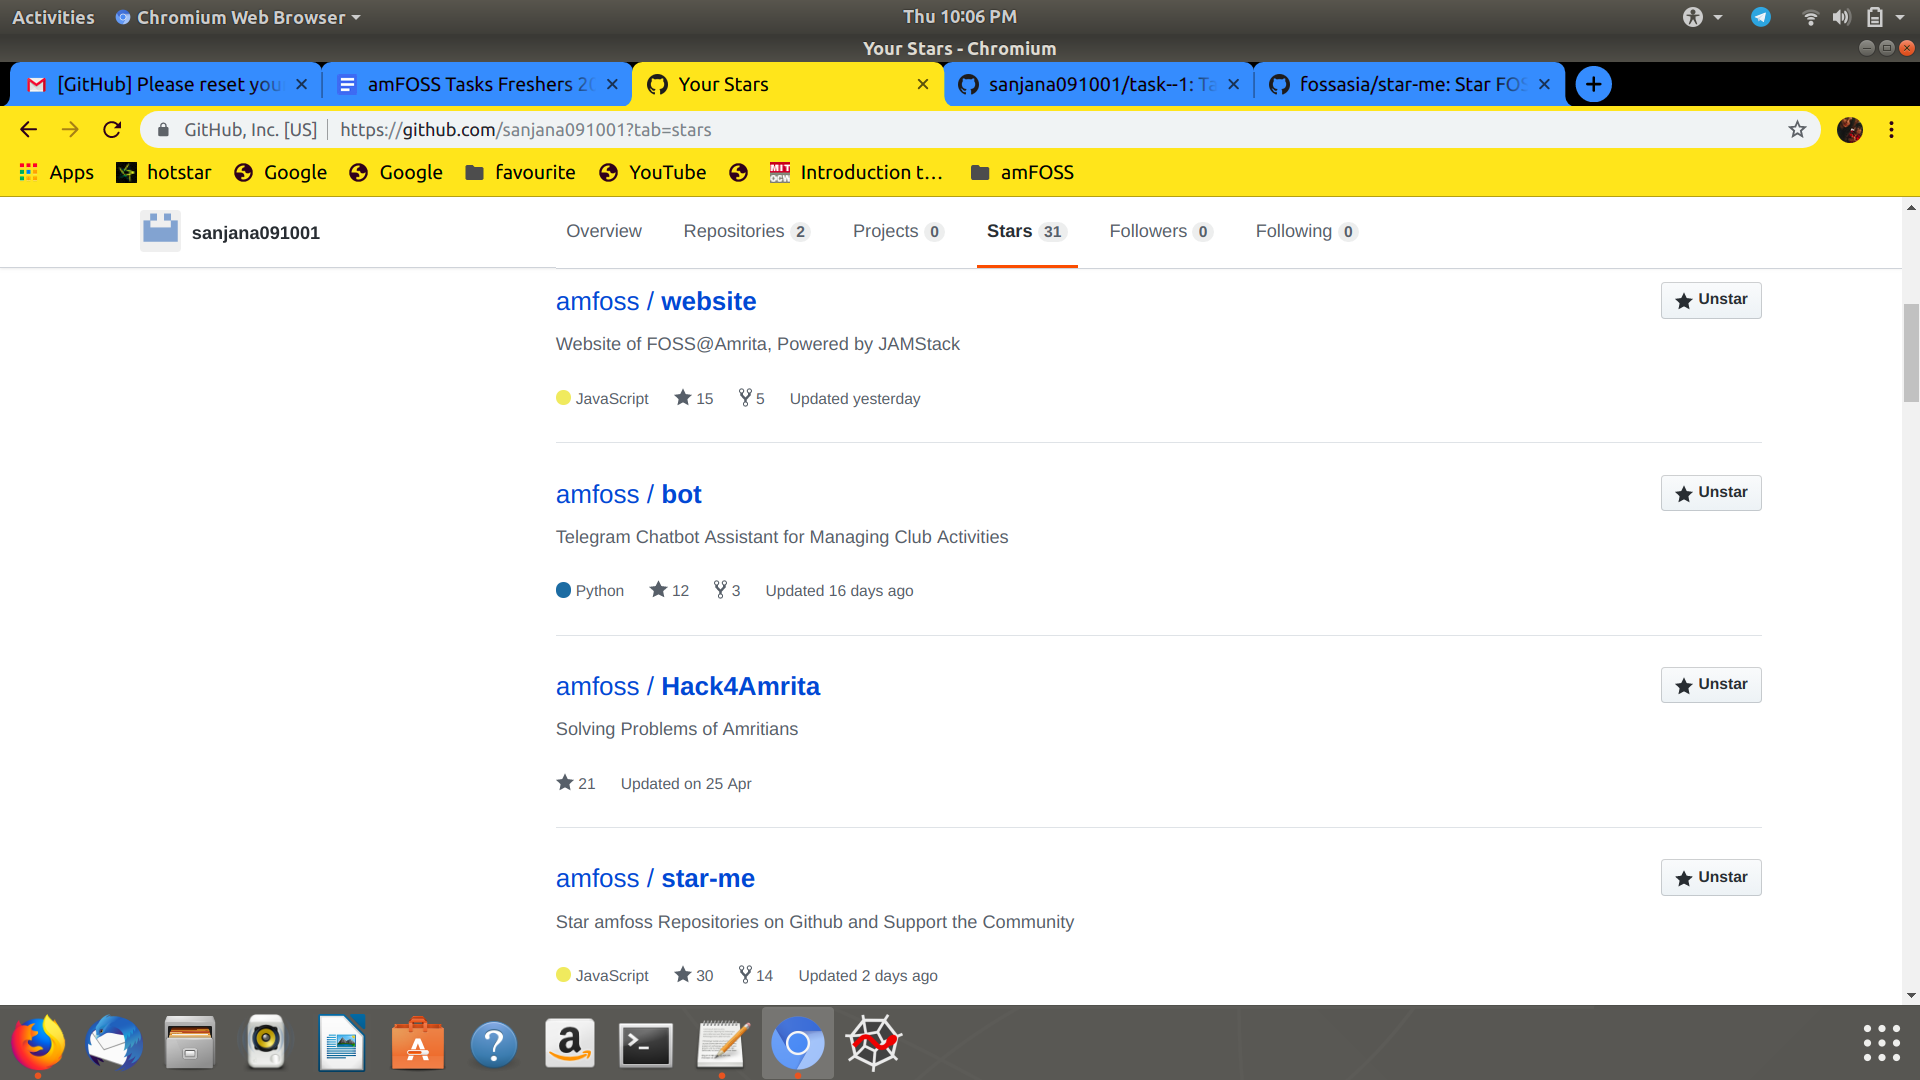 Activities Chromium Web Browser Thu 10:06 PM
Your Stars - Chromium
[GitHub] Please reset you amFOSS Tasks Freshers 20 Your Stars sanjana091001/task--1: Ta fossasia/star-me: Star FOS
GitHub, Inc. [US] https://github.com/sanjana091001?tab=stars
Apps hotstar Google Google favourite YouTube MIT OCW Introduction t... amFOSS
sanjana091001 Overview Repositories 2 Projects 0 Stars 31 Followers 0 Following 0
amfoss / website Unstar
Website of FOSS@Amrita, Powered by JAMStack
JavaScript 15 5 Updated yesterday
amfoss / bot Unstar
Telegram Chatbot Assistant for Managing Club Activities
Python 12 3 Updated 16 days ago
amfoss / Hack4Amrita Unstar
Solving Problems of Amritians
21 Updated on 25 Apr
amfoss / star-me Unstar
Star amfoss Repositories on Github and Support the Community
JavaScript 30 14 Updated 2 days ago